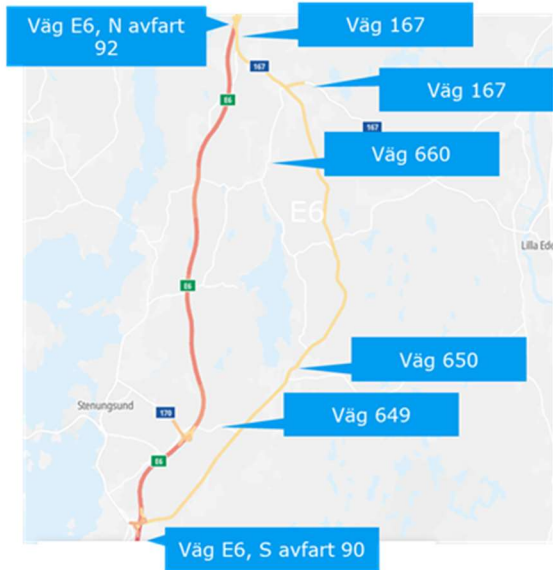 Väg E6, N avfart
92
Väg 167
167
Väg 167
E6
167
Väg 660
E6
Lilla Ede
E6
Väg 650
Stenungsund
170
Väg 649
E6
Väg E6, S avfart 90